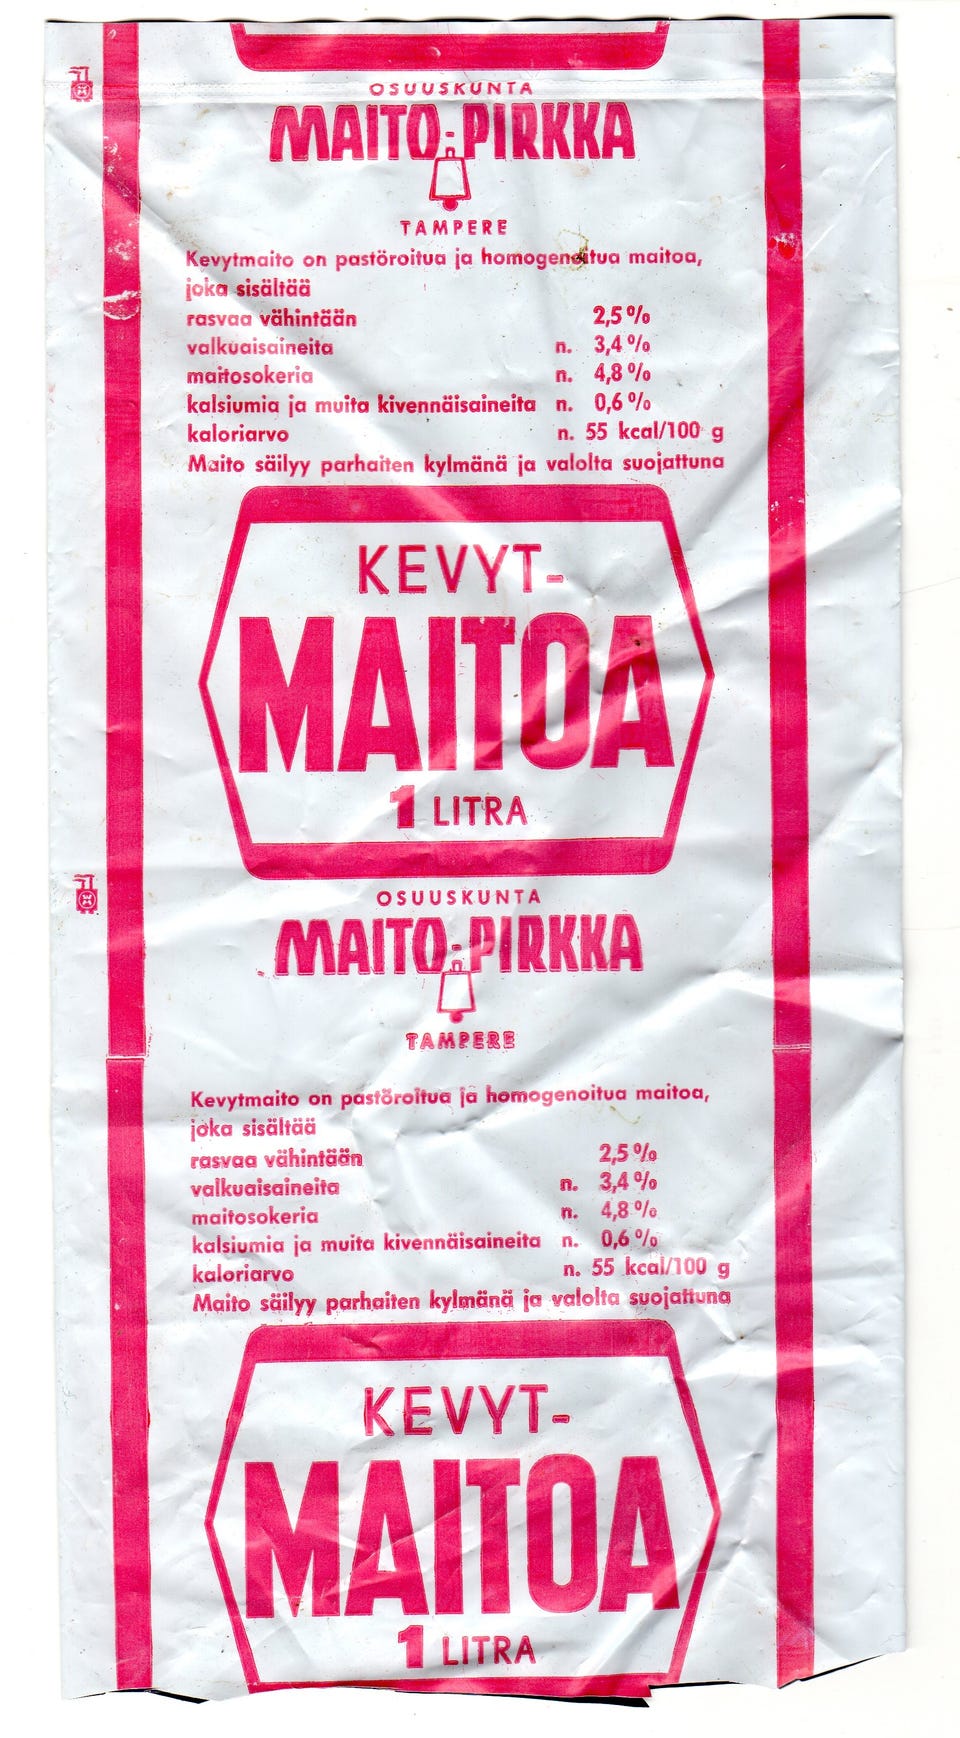 OSUUSKUNTA
MAITO-PIRKKA
TAMPERE
Kevytmaito on pastöroitua ja homogenoitua maitoa,
joka sisältää
rasvaa vähintään 2,5 %
valkuaisaineita n. 3,4 %
maitosokeria n. 4,8 %
kalsiumia ja muita kivennäisaineita n. 0,6 %
kaloriarvo n. 55 kcal/100 g
Maito säilyy parhaiten kylmänä ja valolta suojattuna
KEVYT-
MAITOA
1 LITRA
OSUUSKUNTA
MAITO-PIRKKA
TAMPERE
Kevytmaito on pastöroitua ja homogenoitua maitoa,
joka sisältää
rasvaa vähintään 2,5 %
valkuaisaineita n. 3,4 %
maitosokeria n. 4,8 %
kalsiumia ja muita kivennäisaineita n. 0,6 %
kaloriarvo n. 55 kcal/100 g
Maito säilyy parhaiten kylmänä ja valolta suojattuna
KEVYT-
MAITOA
1 LITRA